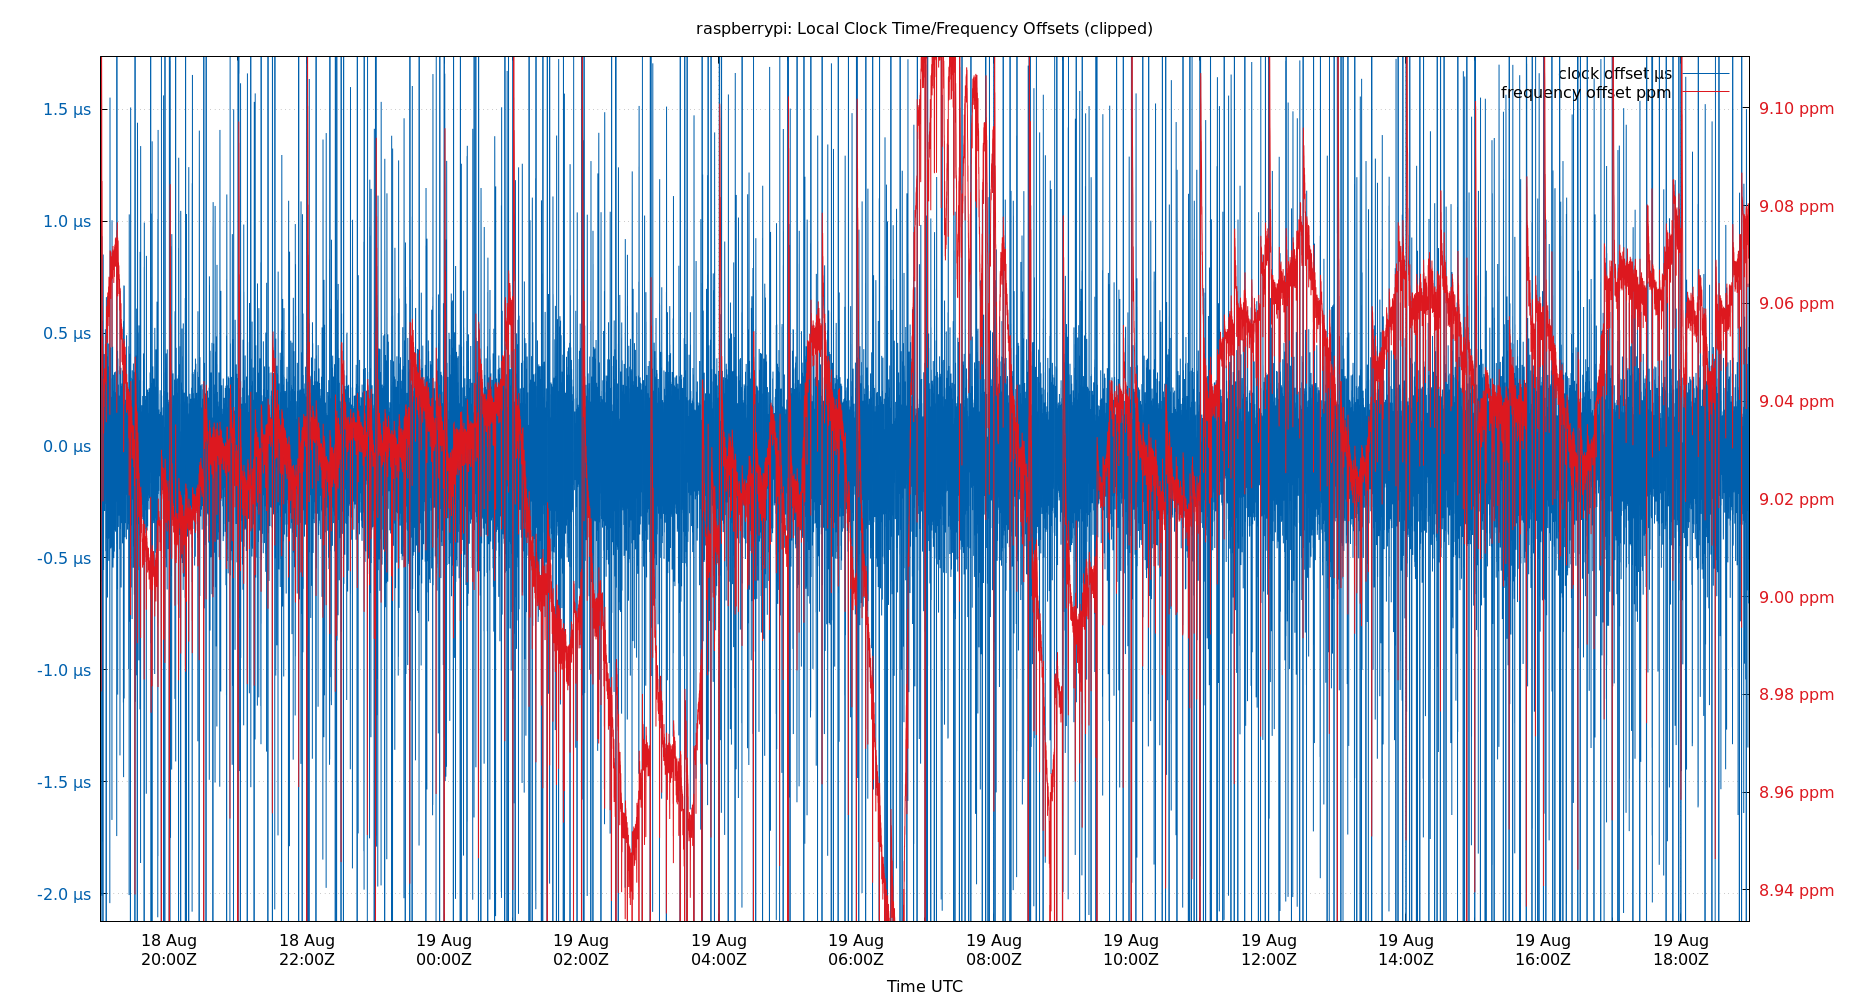 raspberrypi: Local Clock Time/Frequency Offsets (clipped)
clock offset µs
frequency offset ppm
1.5 µs
1.0 µs
0.5 µs
0.0 µs
-0.5 µs
-1.0 µs
-1.5 µs
-2.0 µs
9.10 ppm
9.08 ppm
9.06 ppm
9.04 ppm
9.02 ppm
9.00 ppm
8.98 ppm
8.96 ppm
8.94 ppm
18 Aug
20:00Z
18 Aug
22:00Z
19 Aug
00:00Z
19 Aug
02:00Z
19 Aug
04:00Z
19 Aug
06:00Z
19 Aug
08:00Z
19 Aug
10:00Z
19 Aug
12:00Z
19 Aug
14:00Z
19 Aug
16:00Z
19 Aug
18:00Z
Time UTC